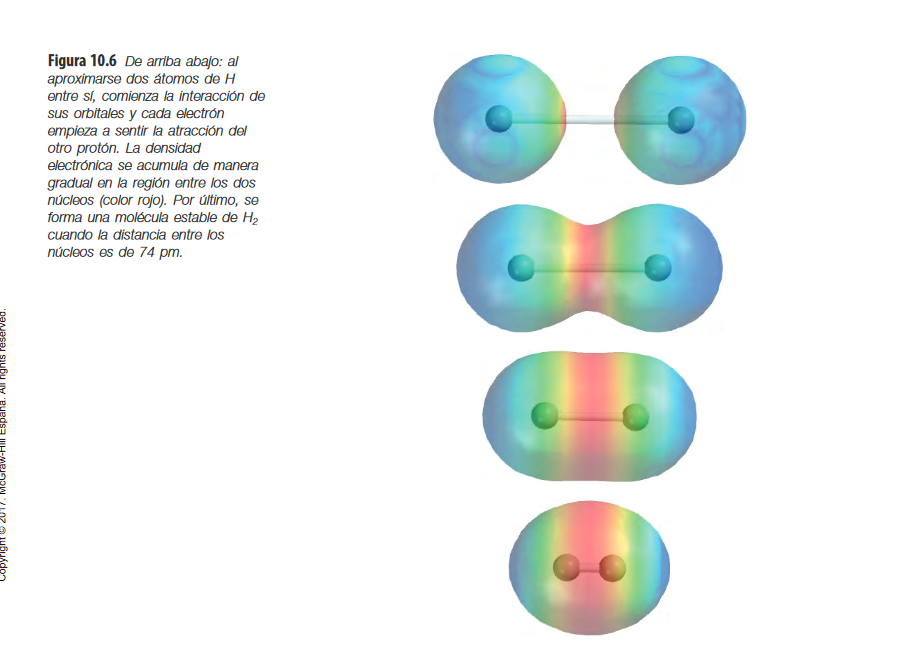 Figura 10.6 De arriba abajo: al
aproximarse dos átomos de H
entre sí, comienza la interacción de
sus orbitales y cada electrón
empieza a sentir la atracción del
otro protón. La densidad
electrónica se acumula de manera
gradual en la región entre los dos
núcleos (color rojo). Por último, se
forma una molécula estable de H₂
cuando la distancia entre los
núcleos es de 74 pm.
Copyright © 2017. McGraw-Hill España. All rights reserved.